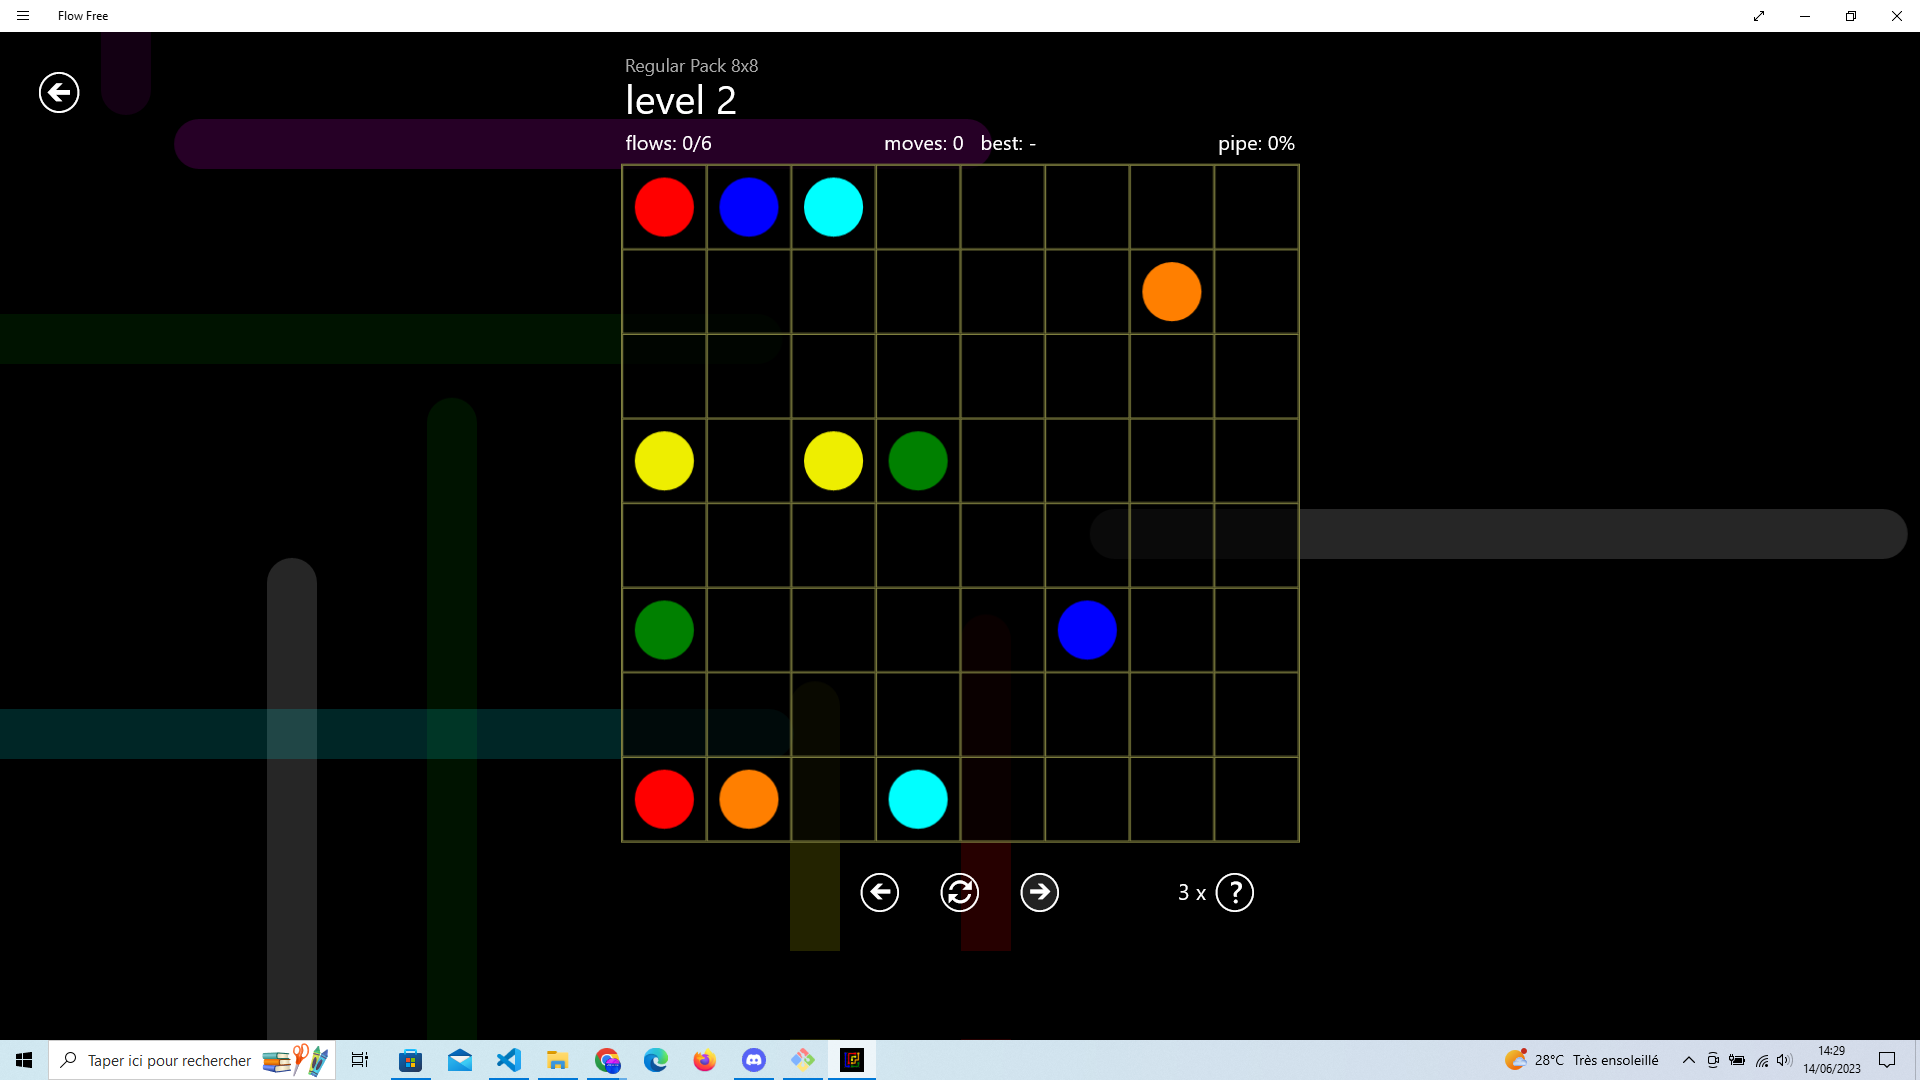 Flow Free
Regular Pack 8x8
level 2
flows: 0/6 moves: 0 best: - pipe: 0%
3 x ?
Taper ici pour rechercher
28°C Très ensoleillé
14:29
14/06/2023